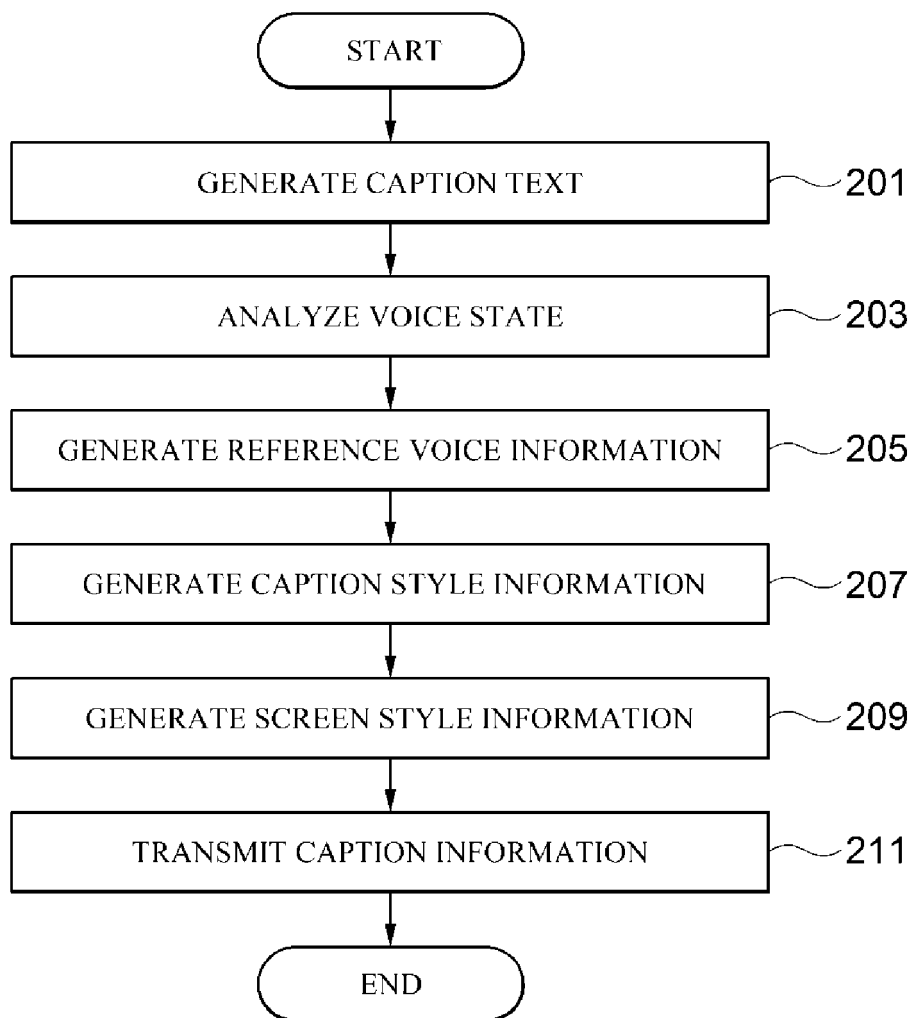 START
GENERATE CAPTION TEXT 201
ANALYZE VOICE STATE 203
GENERATE REFERENCE VOICE INFORMATION 205
GENERATE CAPTION STYLE INFORMATION 207
GENERATE SCREEN STYLE INFORMATION 209
TRANSMIT CAPTION INFORMATION 211
END